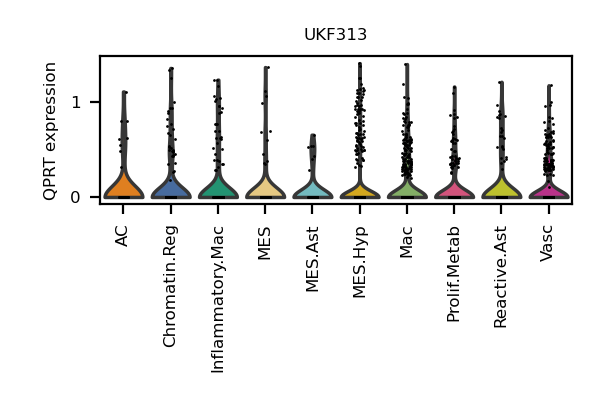 UKF313
QPRT expression
1
0
AC
Chromatin.Reg
Inflammatory.Mac
MES
MES.Ast
MES.Hyp
Mac
Prolif.Metab
Reactive.Ast
Vasc